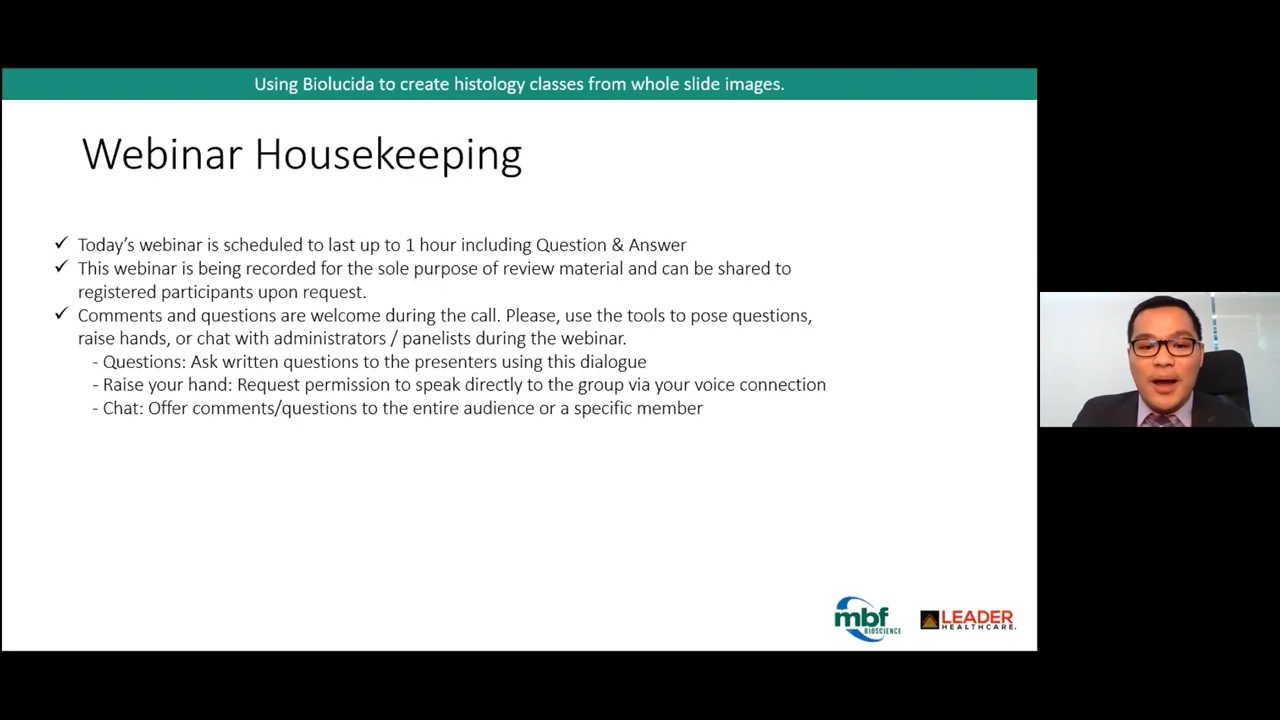 Using Biolucida to create histology classes from whole slide images.
Webinar Housekeeping
✓ Today's webinar is scheduled to last up to 1 hour including Question & Answer
✓ This webinar is being recorded for the sole purpose of review material and can be shared to
registered participants upon request.
✓ Comments and questions are welcome during the call. Please, use the tools to pose questions,
raise hands, or chat with administrators / panelists during the webinar.
- Questions: Ask written questions to the presenters using this dialogue
- Raise your hand: Request permission to speak directly to the group via your voice connection
- Chat: Offer comments/questions to the entire audience or a specific member
mbf
BIOSCIENCE
LEADER
HEALTHCARE.